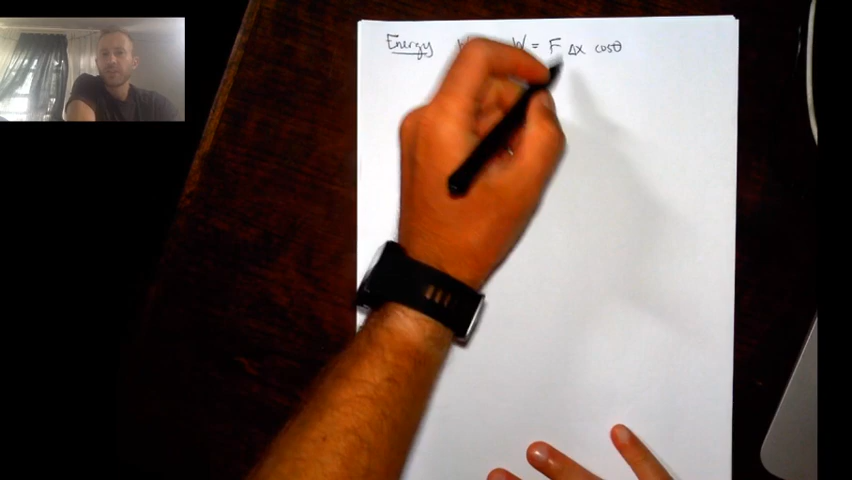 Energy W = F Δx cosθ